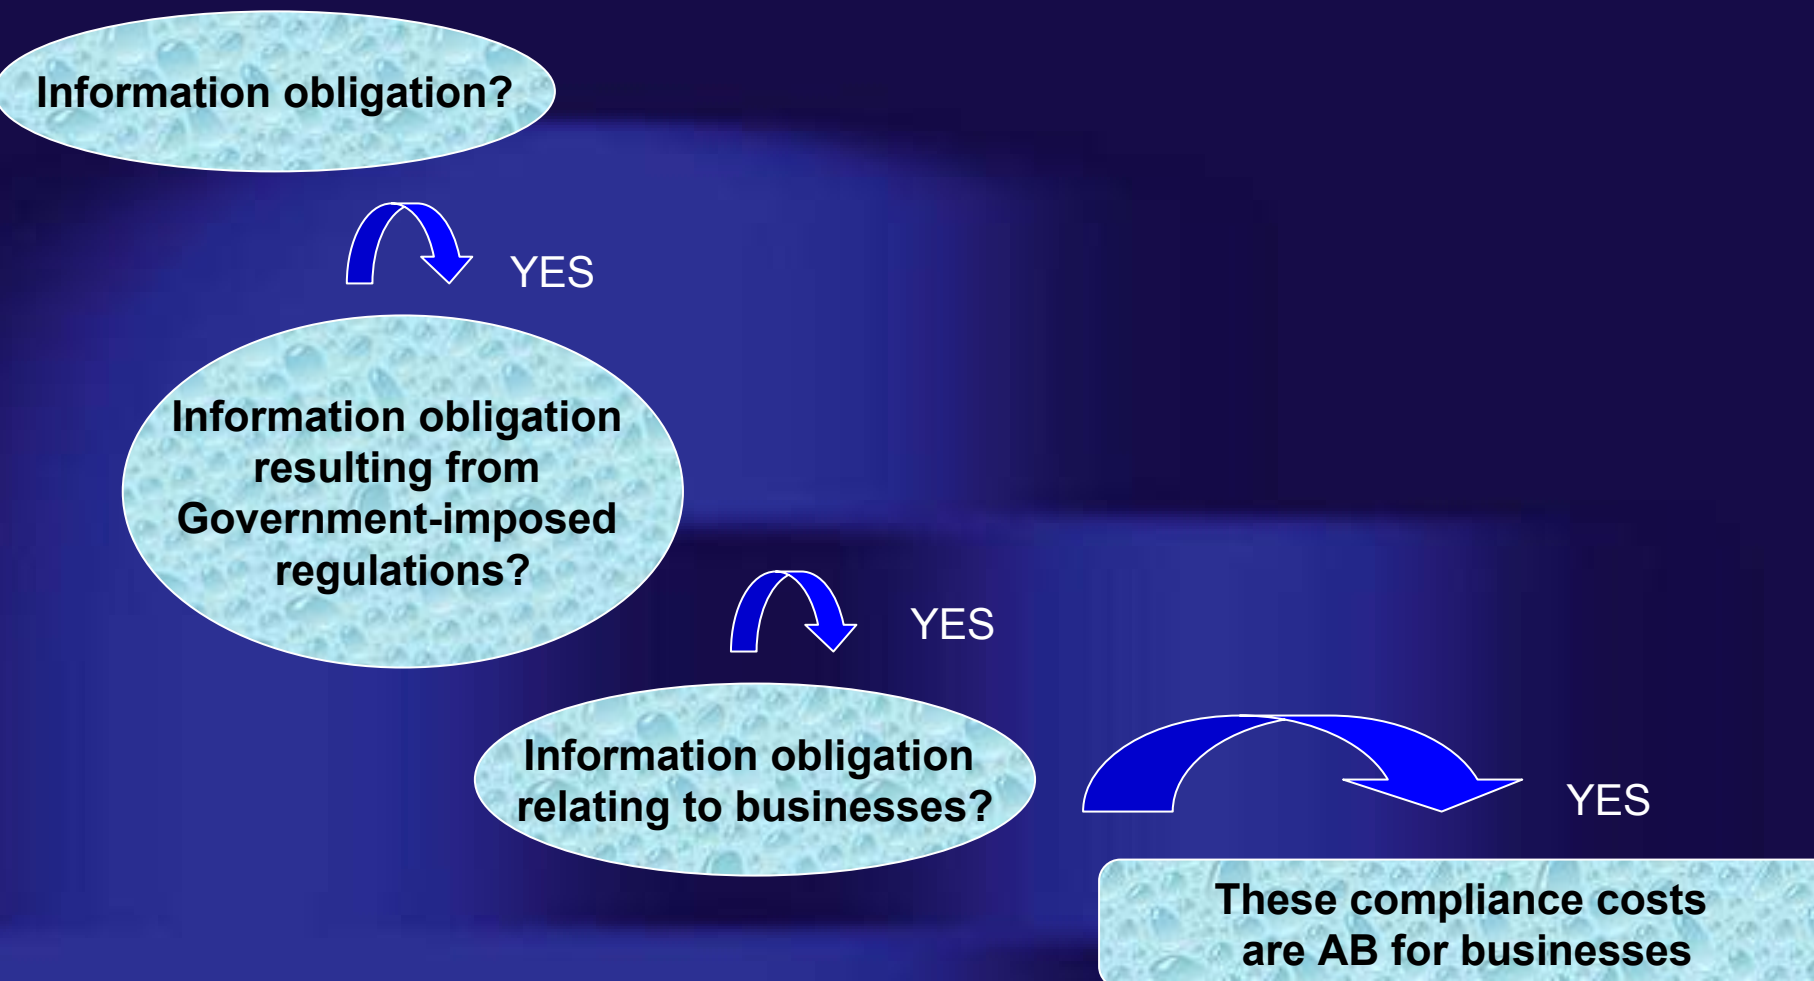 Information obligation?
YES
Information obligation
resulting from
Government-imposed
regulations?
YES
Information obligation
relating to businesses?
YES
These compliance costs
are AB for businesses